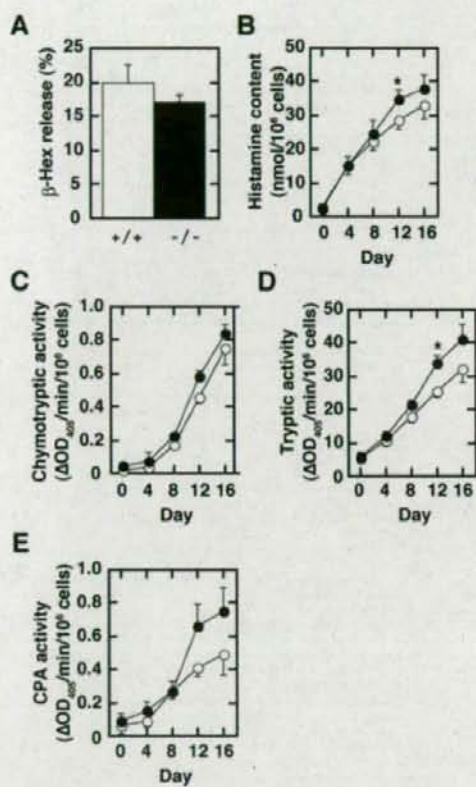 A
β-Hex release (%)
25
20
15
10
5
0
+/+ -/-
B
Histamine content
(nmol/10⁶ cells)
50
40
30
20
10
0
*
0 4 8 12 16
Day
C
Chymotryptic activity
(ΔOD₄₀₅/min/10⁶ cells)
1.0
0.8
0.6
0.4
0.2
0
0 4 8 12 16
Day
D
Tryptic activity
(ΔOD₄₀₅/min/10⁶ cells)
50
40
30
20
10
0
*
0 4 8 12 16
Day
E
CPA activity
(ΔOD₄₀₅/min/10⁶ cells)
1.0
0.8
0.6
0.4
0.2
0
0 4 8 12 16
Day